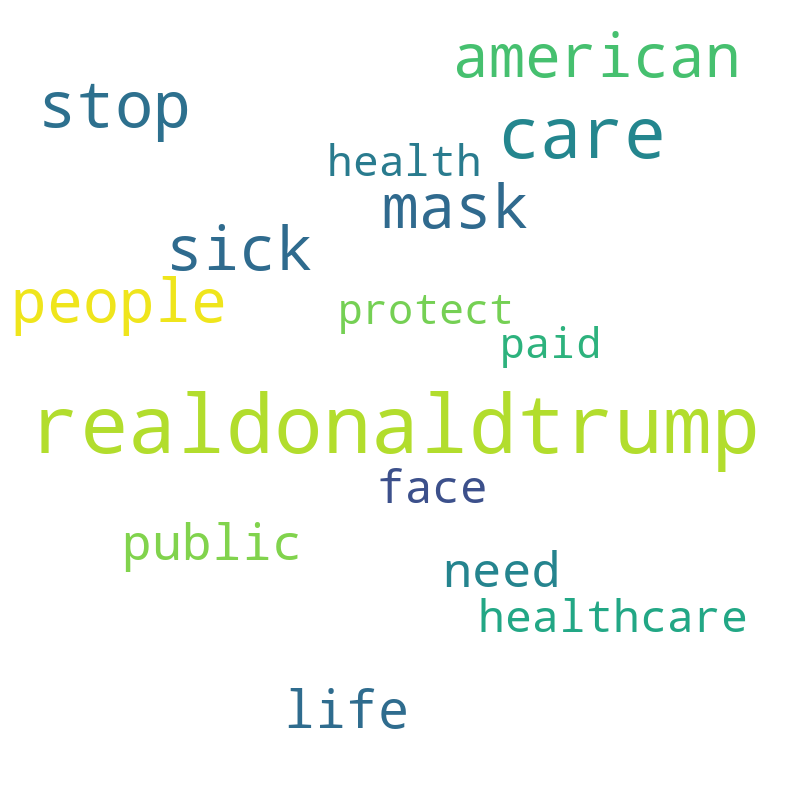 american
stop
care
health
mask
sick
people
protect
paid
realdonaldtrump
face
public
need
healthcare
life